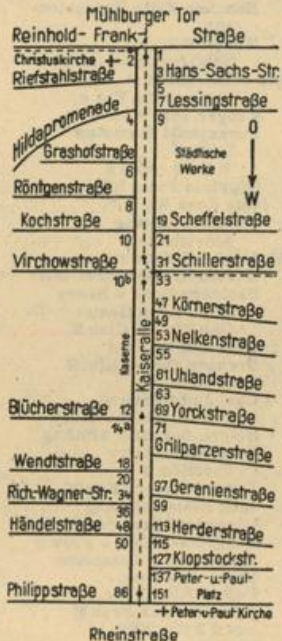 Mühlburger Tor
Reinhold-Frank-Straße
Christuskirche 2
1
Riefstahlstraße
3 Hans-Sachs-Str.
5
7 Lessingstraße
Hildapromenade
4
9
O
Grashofstraße
Städtische
6
Werke
W
Röntgenstraße
8
Kochstraße
19 Scheffelstraße
10
21
Virchowstraße
31 Schillerstraße
10b
33
47 Körnerstraße
49
Kaserne
Kaiseralle
53 Nelkenstraße
55
61 Uhlandstraße
63
Blücherstraße 12
69 Yorckstraße
14a
71
Grillparzerstraße
Wendtstraße 18
20
Rich.-Wagner-Str. 34
97 Geranienstraße
36
99
Händelstraße 48
113 Herderstraße
50
115
127 Klopstockstr.
137 Peter-u-Paul-
Philippstraße 86
151 Platz
Peter-u-Paul-Kirche
Rheinstraße